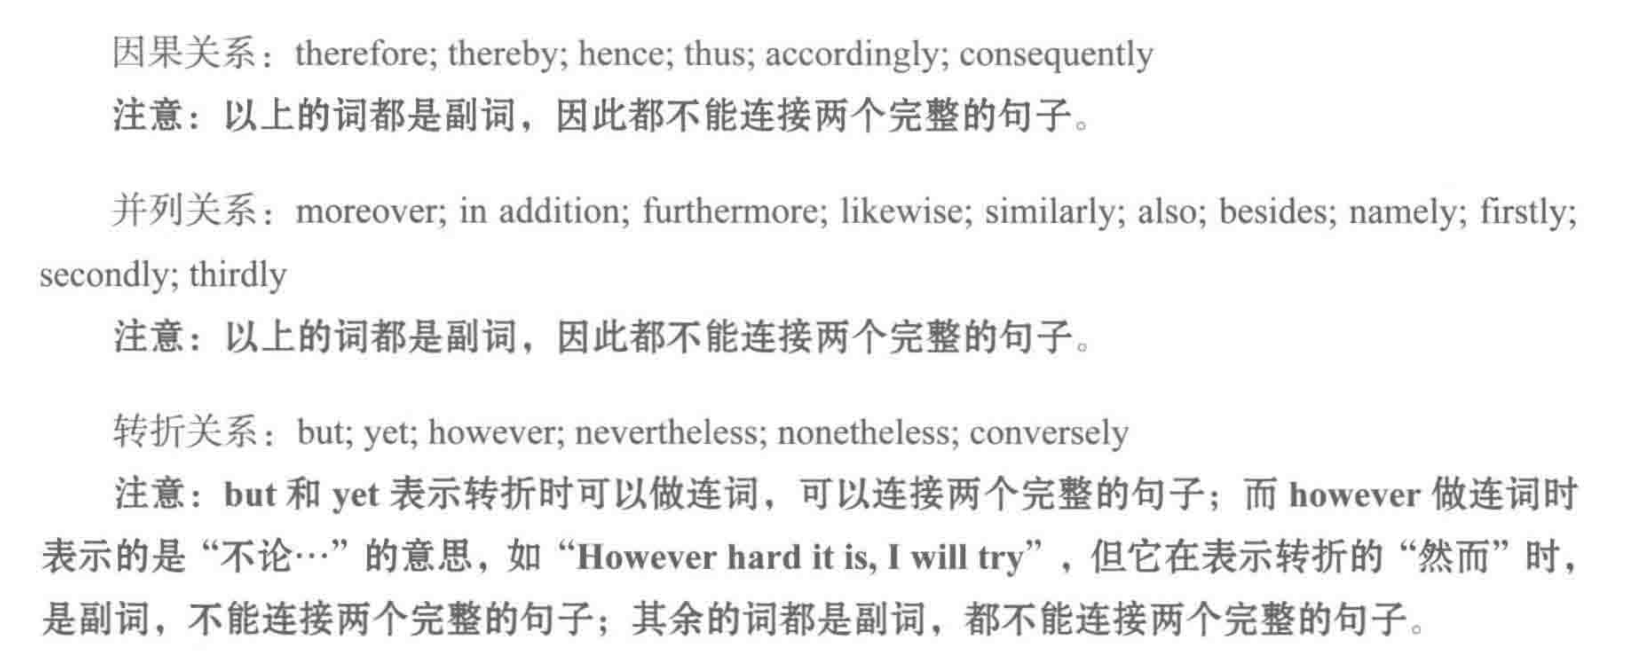 因果关系：therefore; thereby; hence; thus; accordingly; consequently
注意：以上的词都是副词，因此都不能连接两个完整的句子。
并列关系：moreover; in addition; furthermore; likewise; similarly; also; besides; namely; firstly;
secondly; thirdly
注意：以上的词都是副词，因此都不能连接两个完整的句子。
转折关系：but; yet; however; nevertheless; nonetheless; conversely
注意：but 和 yet 表示转折时可以做连词，可以连接两个完整的句子；而 however 做连词时
表示的是“不论…”的意思，如“However hard it is, I will try”，但它在表示转折的“然而”时，
是副词，不能连接两个完整的句子；其余的词都是副词，都不能连接两个完整的句子。